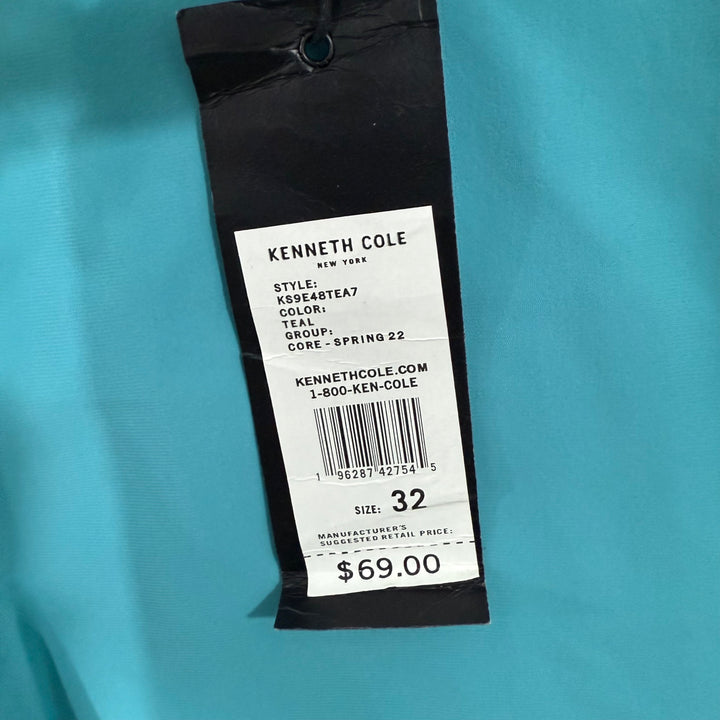 KENNETH COLE
NEW YORK
STYLE:
KS9E48TEA7
COLOR:
TEAL
GROUP:
CORE - SPRING 22
KENNETHCOLE.COM
1-800-KEN-COLE
1 96287 42754 5
SIZE: 32
MANUFACTURER'S
SUGGESTED RETAIL PRICE:
$69.00